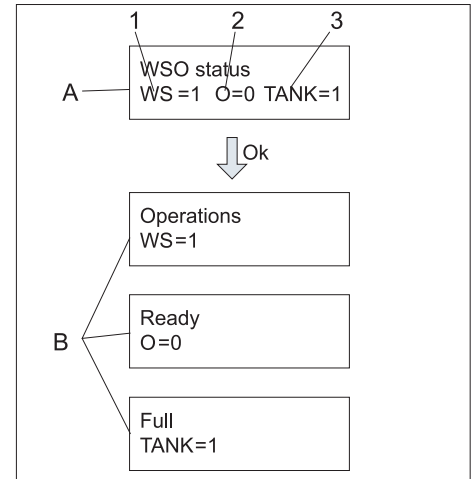 1 2 3
WSO status
A WS =1 O=0 TANK=1
Ok
Operations
WS=1
Ready
B O=0
Full
TANK=1